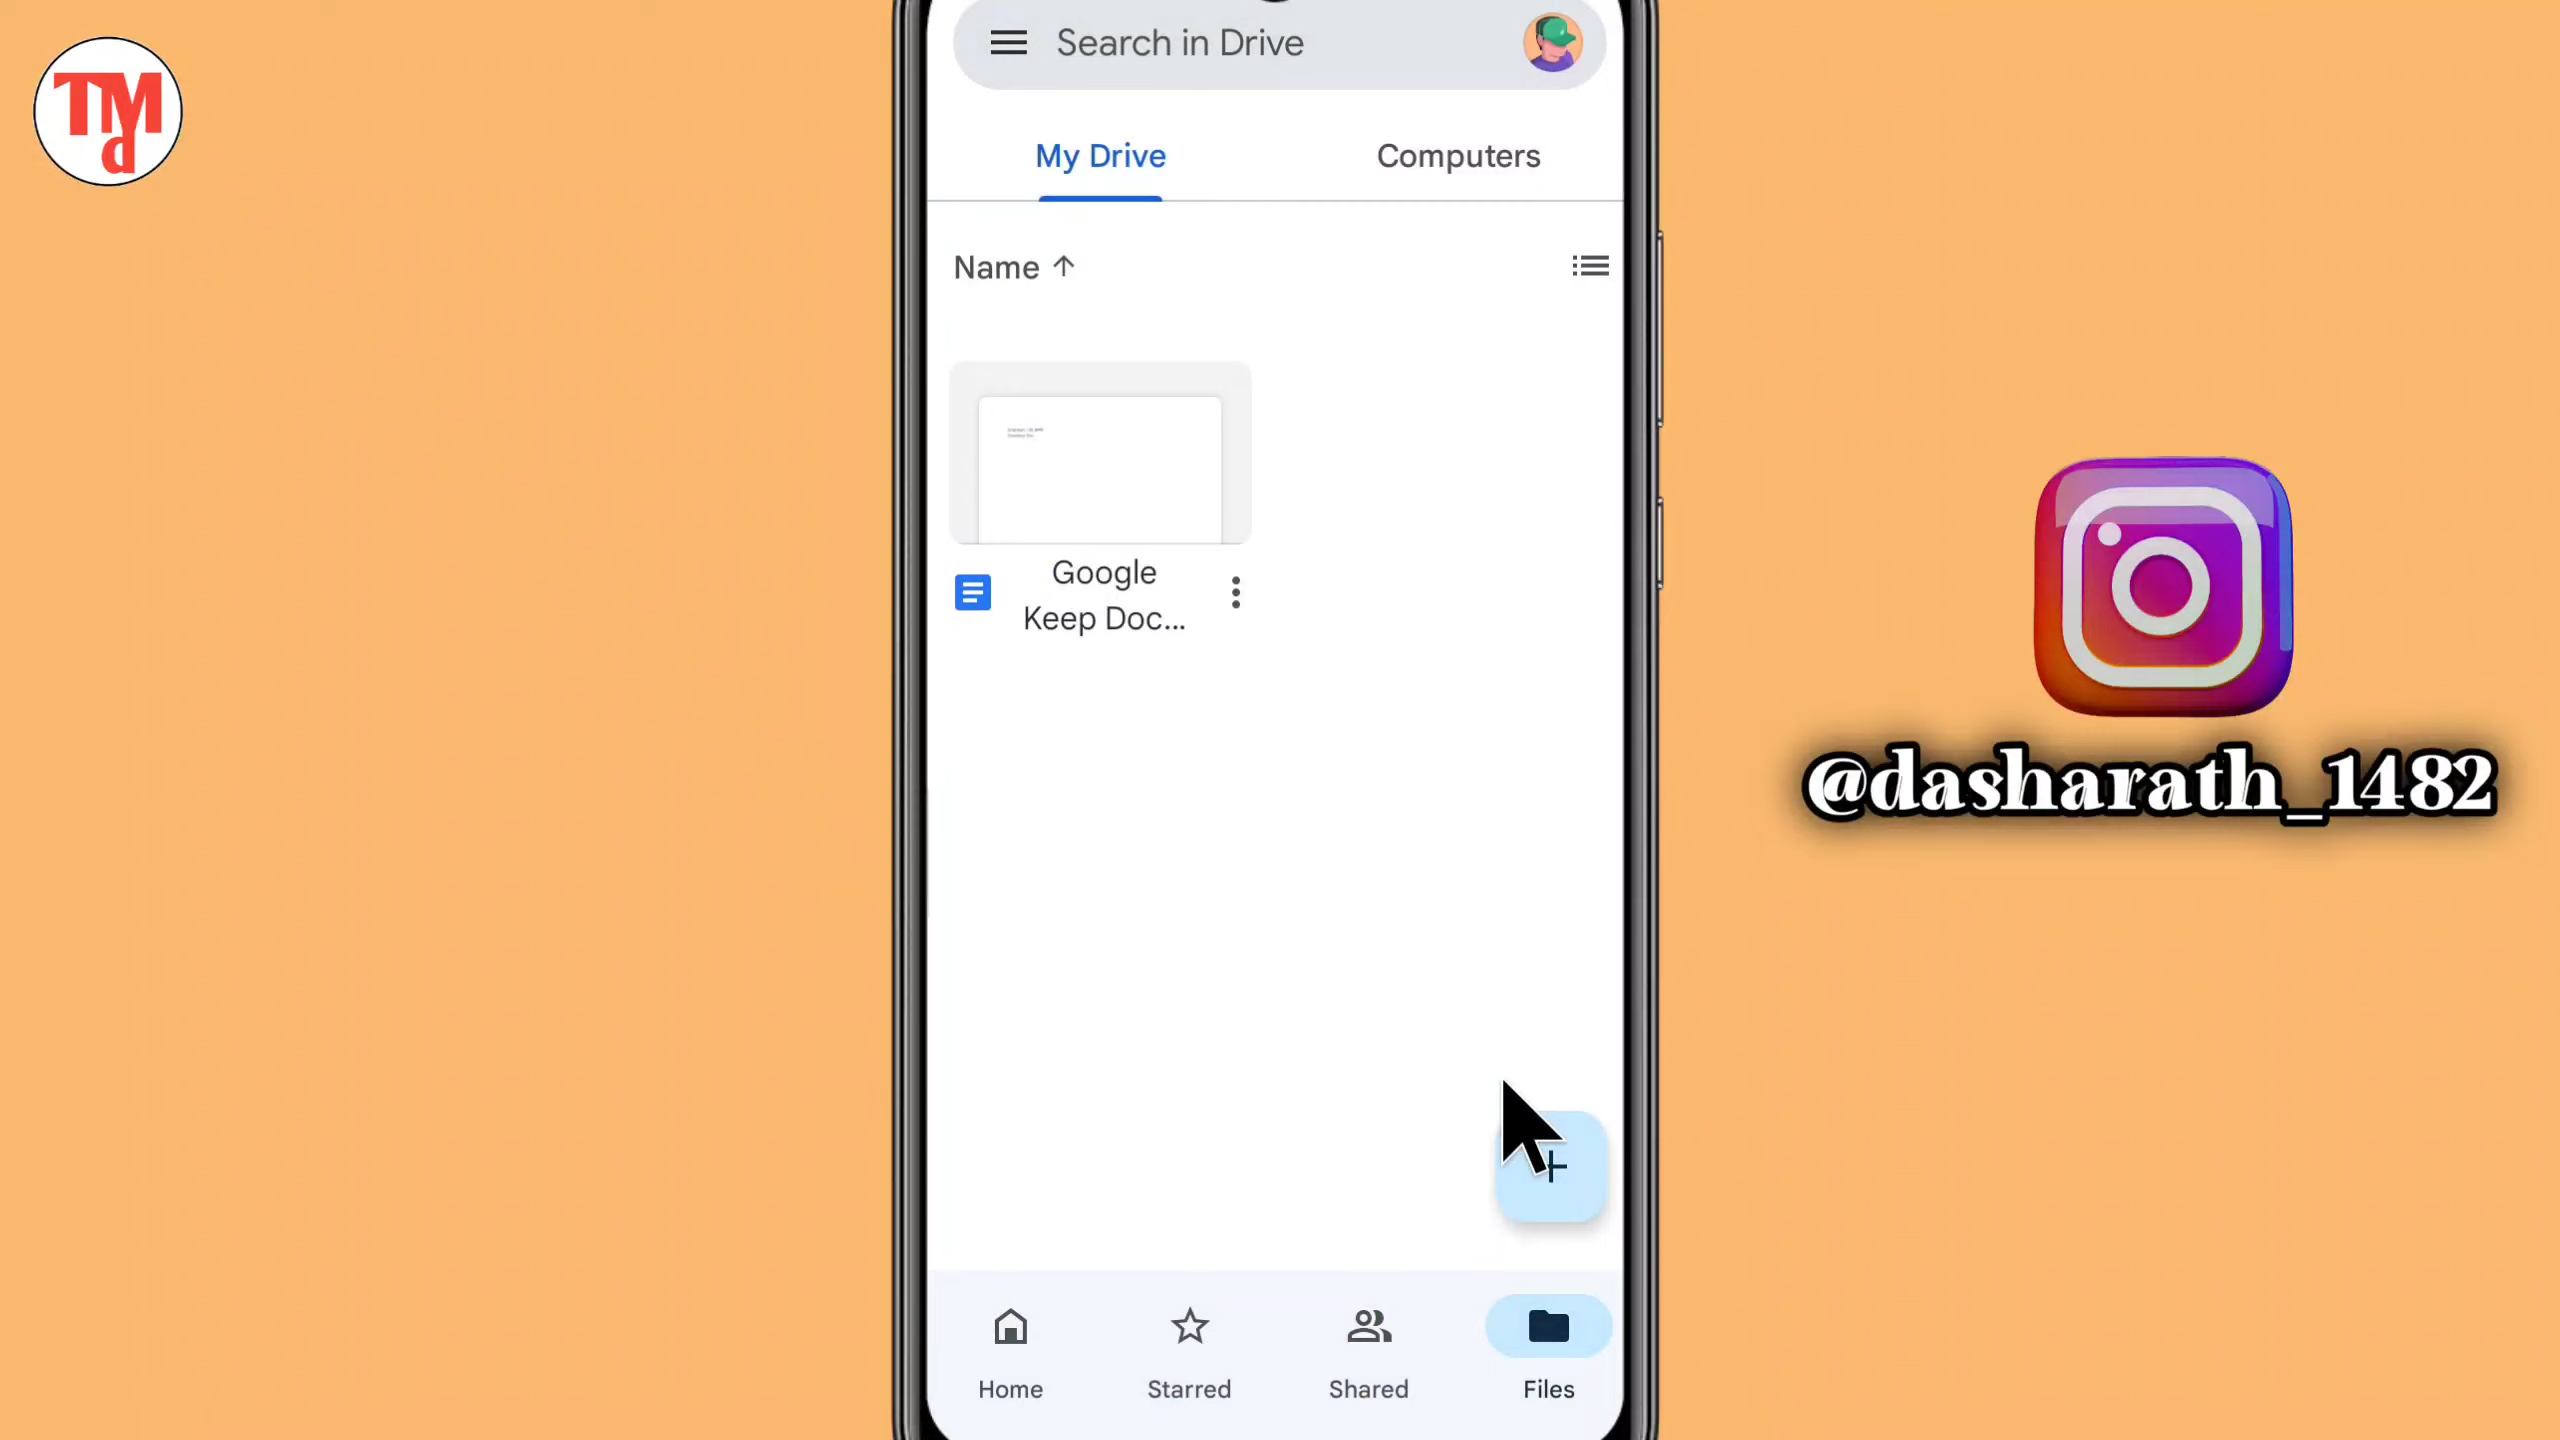 TMd
Search in Drive
My Drive
Computers
Name
Google
Keep Doc...
@dasharath_1482
Home
Starred
Shared
Files